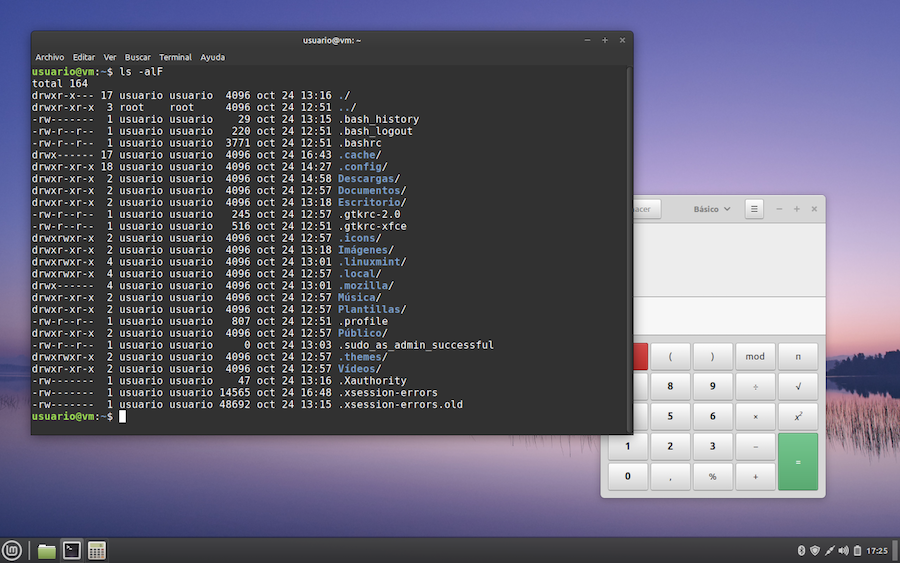 usuario@vm: ~
Archivo Editar Ver Buscar Terminal Ayuda
usuario@vm:~$ ls -alF
total 164
drwxr-x--- 17 usuario usuario  4096 oct 24 13:16 ./
drwxr-xr-x  3 root    root     4096 oct 24 12:51 ../
-rw-------  1 usuario usuario    29 oct 24 13:15 .bash_history
-rw-r--r--  1 usuario usuario   220 oct 24 12:51 .bash_logout
-rw-r--r--  1 usuario usuario  3771 oct 24 12:51 .bashrc
drwx------ 17 usuario usuario  4096 oct 24 16:43 .cache/
drwxr-xr-x 18 usuario usuario  4096 oct 24 14:27 .config/
drwxr-xr-x  2 usuario usuario  4096 oct 24 14:58 Descargas/
drwxr-xr-x  2 usuario usuario  4096 oct 24 12:57 Documentos/
drwxr-xr-x  2 usuario usuario  4096 oct 24 13:18 Escritorio/
-rw-r--r--  1 usuario usuario   245 oct 24 12:57 .gtkrc-2.0
-rw-r--r--  1 usuario usuario   516 oct 24 12:51 .gtkrc-xfce
drwxrwxr-x  2 usuario usuario  4096 oct 24 12:57 .icons/
drwxr-xr-x  2 usuario usuario  4096 oct 24 13:18 Imágenes/
drwxrwxr-x  4 usuario usuario  4096 oct 24 13:01 .linuxmint/
drwxrwxr-x  4 usuario usuario  4096 oct 24 12:57 .local/
drwx------  4 usuario usuario  4096 oct 24 13:01 .mozilla/
drwxr-xr-x  2 usuario usuario  4096 oct 24 12:57 Música/
drwxr-xr-x  2 usuario usuario  4096 oct 24 12:57 Plantillas/
-rw-r--r--  1 usuario usuario   807 oct 24 12:51 .profile
drwxr-xr-x  2 usuario usuario  4096 oct 24 12:57 Público/
-rw-r--r--  1 usuario usuario     0 oct 24 13:03 .sudo_as_admin_successful
drwxrwxr-x  2 usuario usuario  4096 oct 24 12:57 .themes/
drwxr-xr-x  2 usuario usuario  4096 oct 24 12:57 Vídeos/
-rw-------  1 usuario usuario    47 oct 24 13:16 .Xauthority
-rw-------  1 usuario usuario 14565 oct 24 16:48 .xsession-errors
-rw-------  1 usuario usuario 48692 oct 24 13:15 .xsession-errors.old
usuario@vm:~$
acer Básico
( ) mod π
8 9 ÷ √
5 6 × x²
1 2 3 − =
0 , % +
17:25